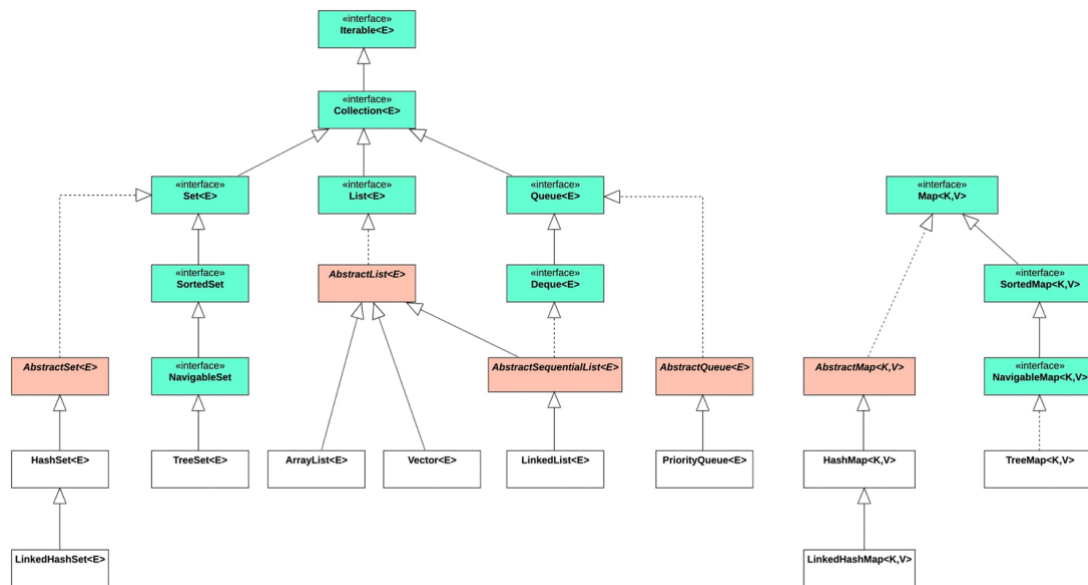 «interface»
Iterable<E>
«interface»
Collection<E>
«interface»
Set<E>
«interface»
List<E>
«interface»
Queue<E>
«interface»
Map<K,V>
«interface»
SortedSet
AbstractList<E>
«interface»
Deque<E>
«interface»
SortedMap<K,V>
AbstractSet<E>
«interface»
NavigableSet
AbstractSequentialList<E>
AbstractQueue<E>
AbstractMap<K,V>
«interface»
NavigableMap<K,V>
HashSet<E>
TreeSet<E>
ArrayList<E>
Vector<E>
LinkedList<E>
PriorityQueue<E>
HashMap<K,V>
TreeMap<K,V>
LinkedHashSet<E>
LinkedHashMap<K,V>